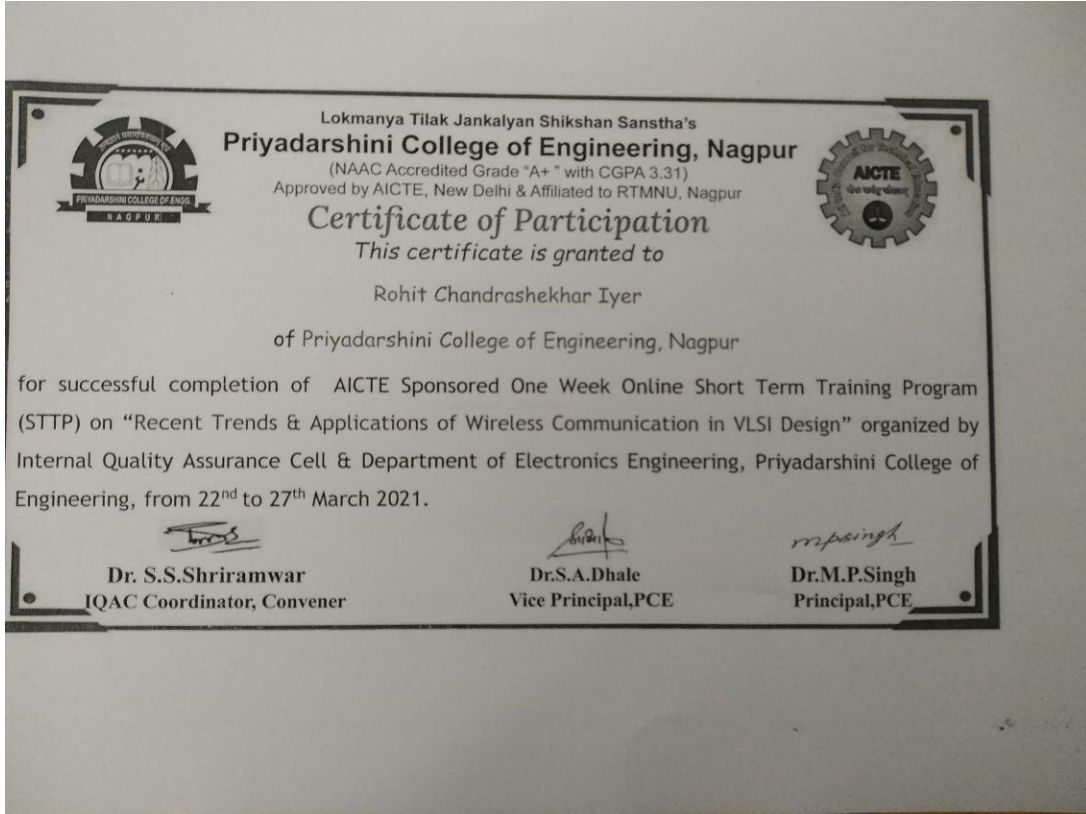 Lokmanya Tilak Jankalyan Shikshan Sanstha's
Priyadarshini College of Engineering, Nagpur
(NAAC Accredited Grade "A+ " with CGPA 3.31)
Approved by AICTE, New Delhi & Affiliated to RTMNU, Nagpur
PRIYADARSHINI COLLEGE OF ENGG.
NAGPUR
AICTE
Certificate of Participation
This certificate is granted to
Rohit Chandrashekhar Iyer
of Priyadarshini College of Engineering, Nagpur
for successful completion of AICTE Sponsored One Week Online Short Term Training Program
(STTP) on "Recent Trends & Applications of Wireless Communication in VLSI Design" organized by
Internal Quality Assurance Cell & Department of Electronics Engineering, Priyadarshini College of
Engineering, from 22nd to 27th March 2021.
mpsingh
Dr. S.S.Shriramwar Dr.S.A.Dhale Dr.M.P.Singh
IQAC Coordinator, Convener Vice Principal,PCE Principal,PCE